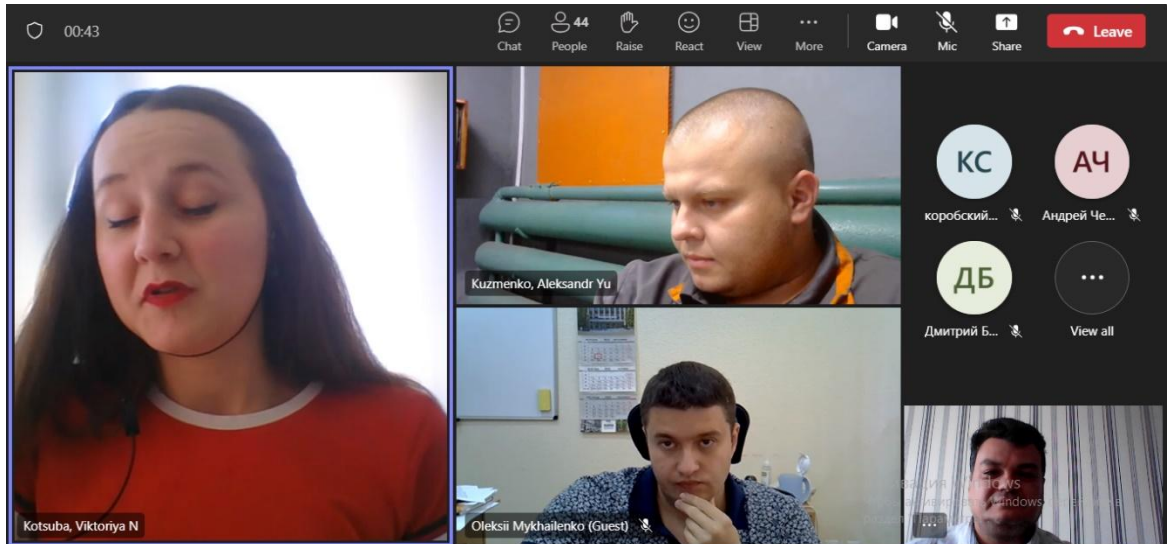 00:43
44
Chat
People
Raise
React
View
More
Camera
Mic
Share
Leave
Kuzmenko, Aleksandr Yu
КС
коробский...
АЧ
Андрей Че...
ДБ
Дмитрий Б...
...
View all
Kotsuba, Viktoriya N
Oleksii Mykhailenko (Guest)
...